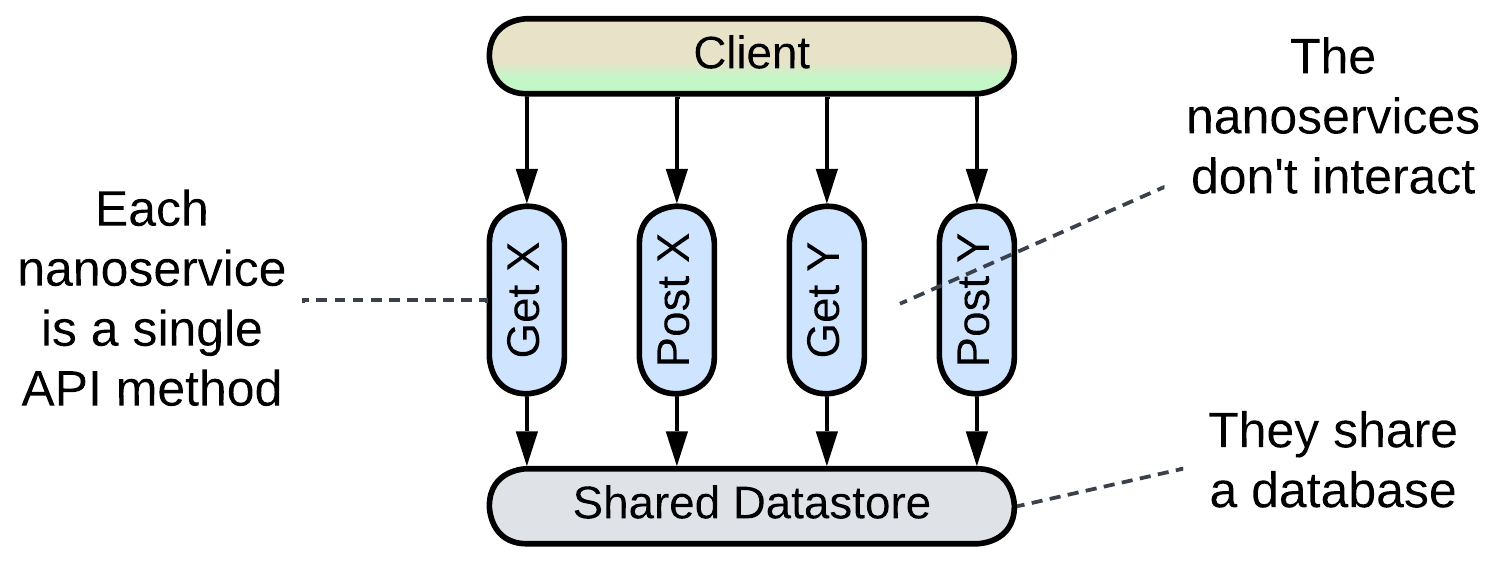 Client
The
nanoservices
don't interact
Each
nanoservice
is a single
API method
Get X
Post X
Get Y
Post Y
They share
a database
Shared Datastore